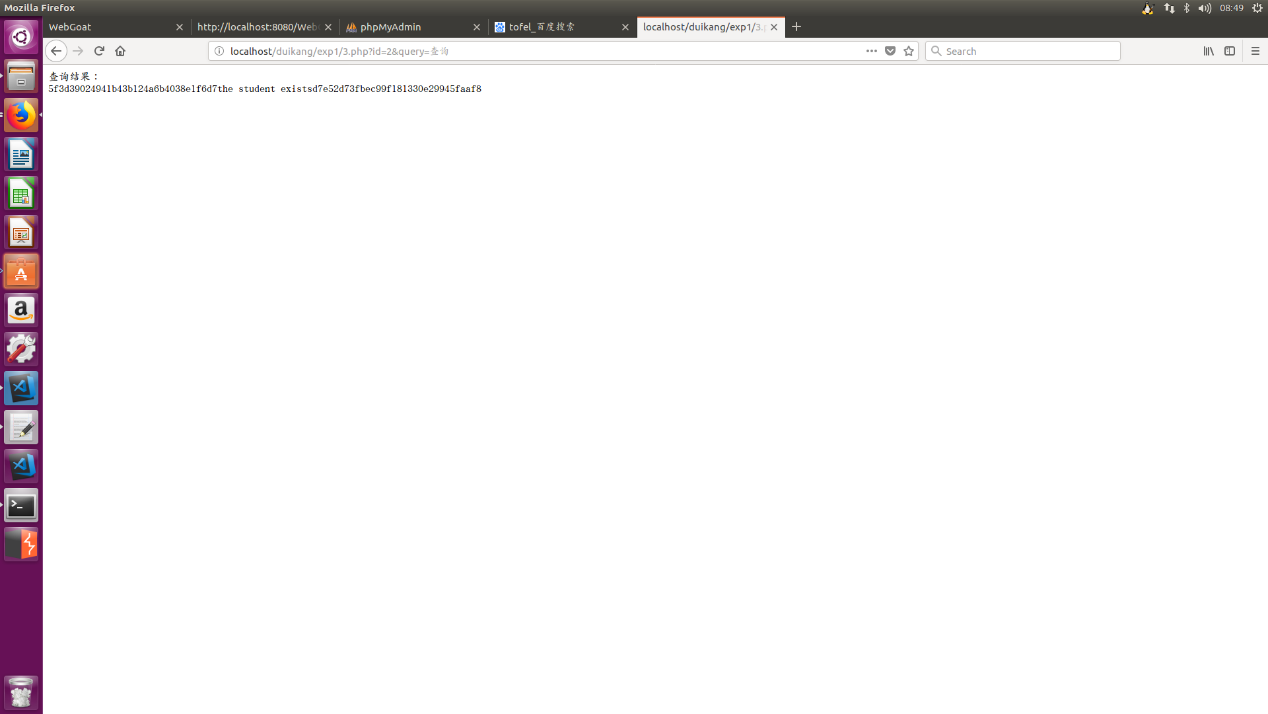 Mozilla Firefox
08:49
WebGoat
http://localhost:8080/Web
phpMyAdmin
tofel_百度搜索
localhost/duikang/exp1/3.p
localhost/duikang/exp1/3.php?id=2&query=查询
Search
查询结果：
5f3d39024941b43b124a6b4038e1f6d7the student existsd7e52d73fbec99f181330e29945faaf8